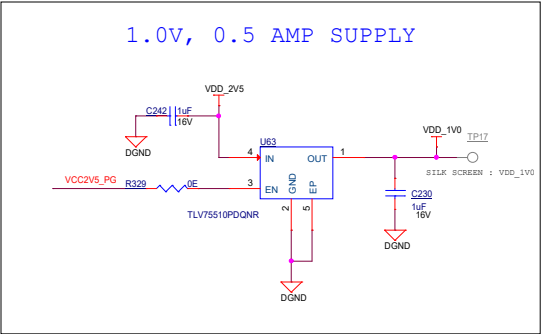 1.0V, 0.5 AMP SUPPLY
VDD_2V5
C242 1uF
16V
DGND
U63
4 IN OUT 1
VDD_1V0
TP17
SILK SCREEN : VDD_1V0
VCC2V5_PG R329 0E 3 EN
GND
EP
2 5
TLV75510PDQNR
C230
1uF
16V
DGND
DGND